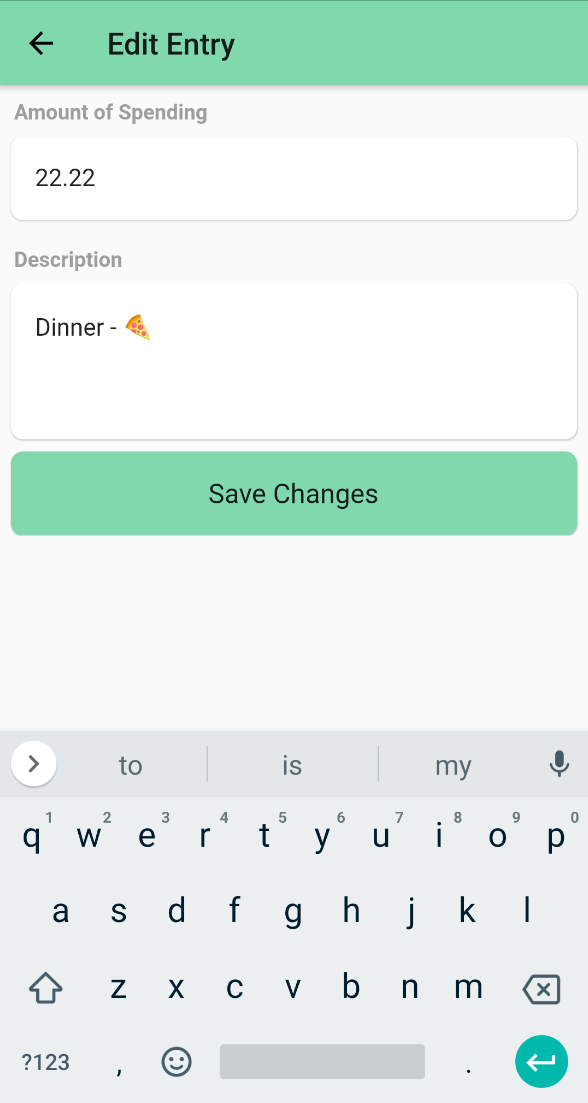 Edit Entry
Amount of Spending
22.22
Description
Dinner - 🍕
Save Changes
to is my
1 2 3 4 5 6 7 8 9 0
q w e r t y u i o p
a s d f g h j k l
z x c v b n m
?123 , .